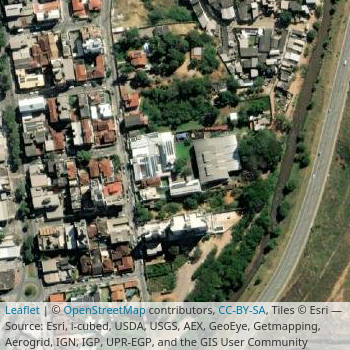 Leaflet | © OpenStreetMap contributors, CC-BY-SA, Tiles © Esri —
Source: Esri, i-cubed, USDA, USGS, AEX, GeoEye, Getmapping,
Aerogrid, IGN, IGP, UPR-EGP, and the GIS User Community